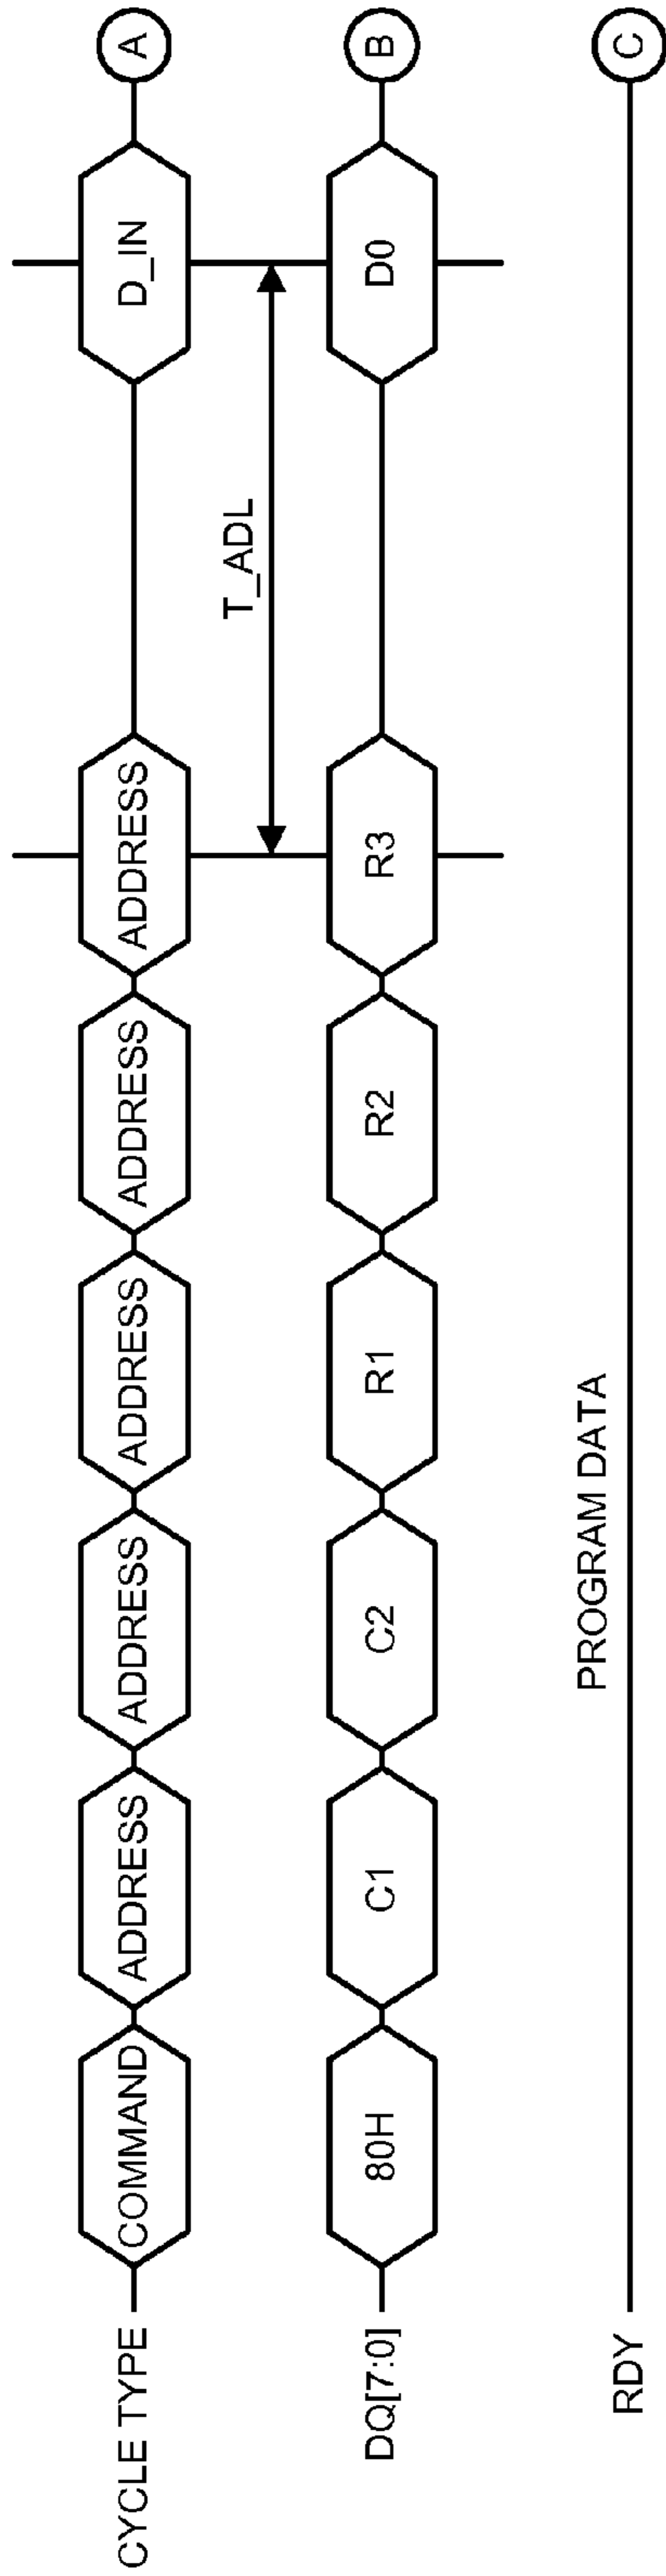 CYCLE TYPE COMMAND ADDRESS ADDRESS ADDRESS ADDRESS ADDRESS D_IN A
T_ADL
DQ[7:0] 80H C1 C2 R1 R2 R3 D0 B
PROGRAM DATA
RDY C